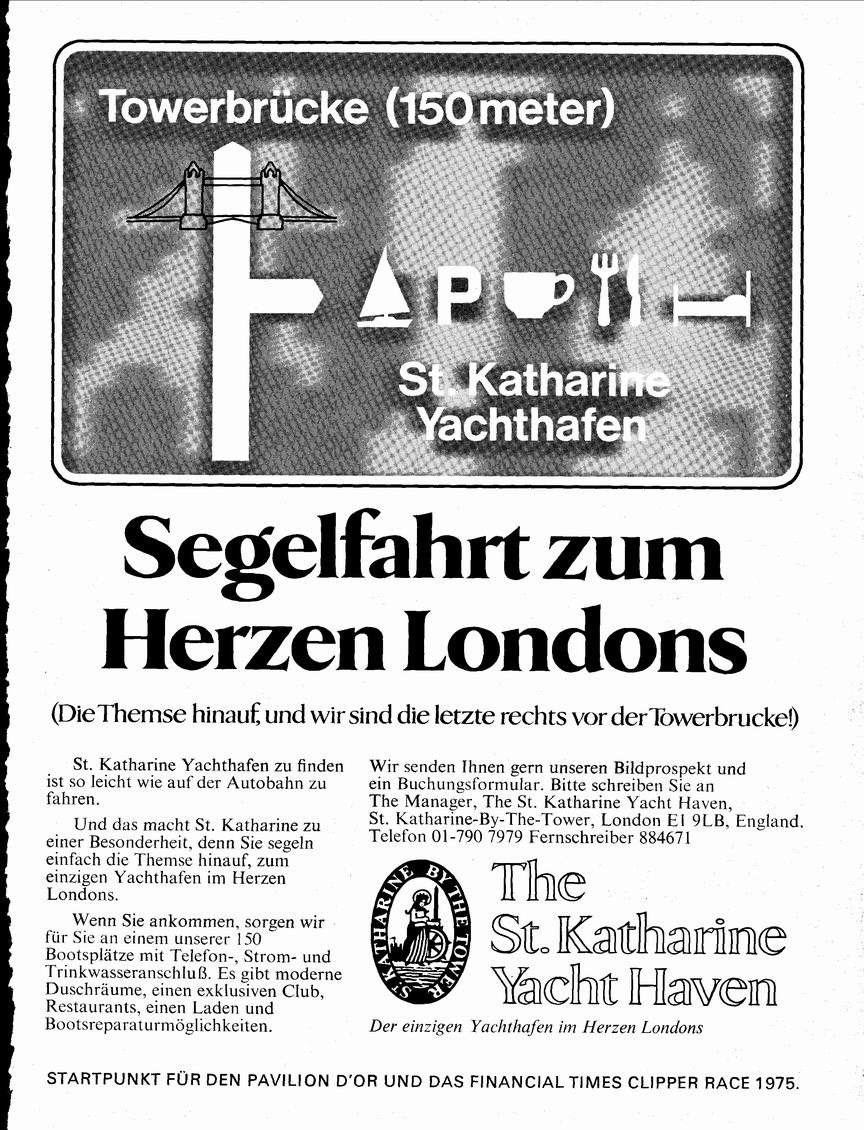 Towerbrücke (150 meter)
P
St. Katharine
Yachthafen
Segelfahrt zum
Herzen Londons
(Die Themse hinauf, und wir sind die letzte rechts vor der Towerbrucke!)
St. Katharine Yachthafen zu finden
ist so leicht wie auf der Autobahn zu
fahren.
Und das macht St. Katharine zu
einer Besonderheit, denn Sie segeln
einfach die Themse hinauf, zum
einzigen Yachthafen im Herzen
Londons.
Wenn Sie ankommen, sorgen wir
für Sie an einem unserer 150
Bootsplätze mit Telefon-, Strom- und
Trinkwasseranschluß. Es gibt moderne
Duschräume, einen exklusiven Club,
Restaurants, einen Laden und
Bootsreparaturmöglichkeiten.
Wir senden Ihnen gern unseren Bildprospekt und
ein Buchungsformular. Bitte schreiben Sie an
The Manager, The St. Katharine Yacht Haven,
St. Katharine-By-The-Tower, London E1 9LB, England.
Telefon 01-790 7979 Fernschreiber 884671
ST. KATHARINE BY THE TOWER
The
St. Katharine
Yacht Haven
Der einzigen Yachthafen im Herzen Londons
STARTPUNKT FÜR DEN PAVILION D'OR UND DAS FINANCIAL TIMES CLIPPER RACE 1975.